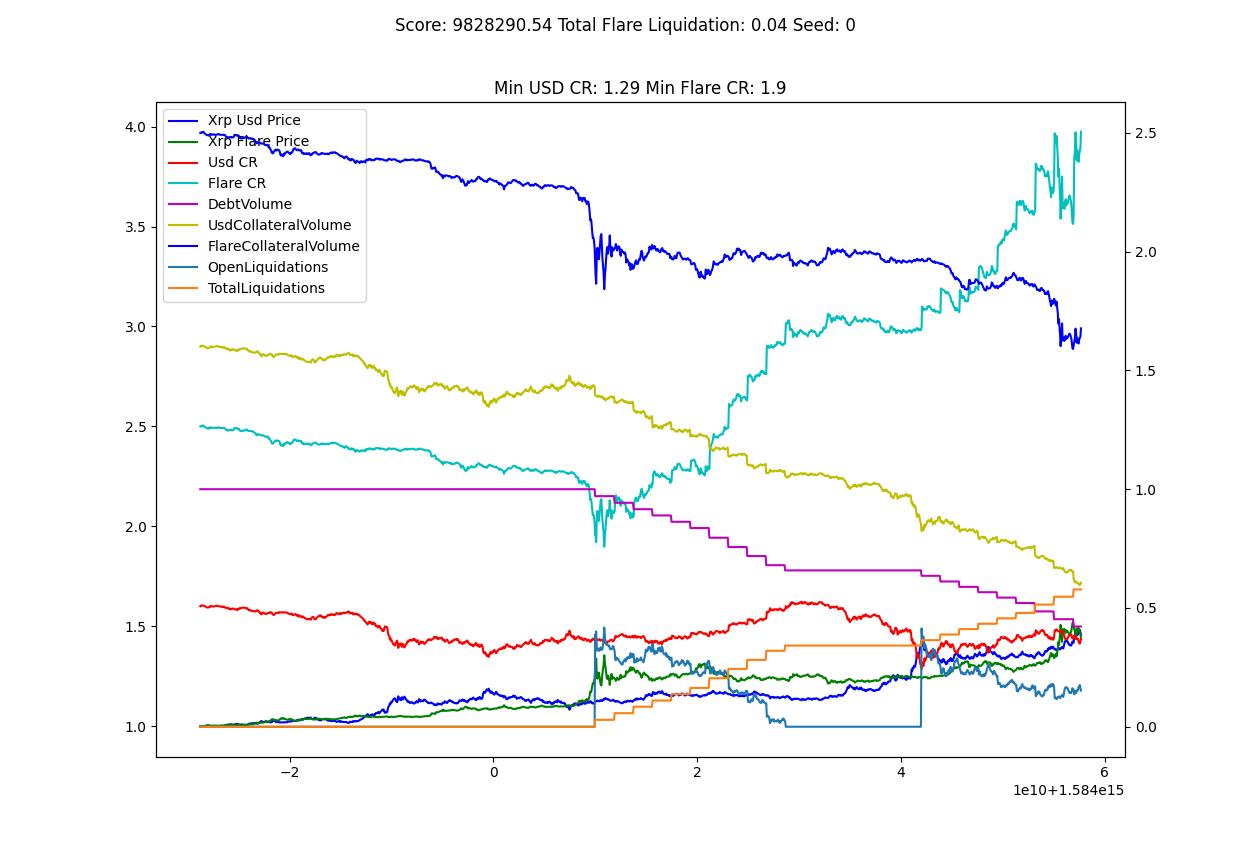 Score: 9828290.54 Total Flare Liquidation: 0.04 Seed: 0
Min USD CR: 1.29 Min Flare CR: 1.9
Xrp Usd Price
Xrp Flare Price
Usd CR
Flare CR
DebtVolume
UsdCollateralVolume
FlareCollateralVolume
OpenLiquidations
TotalLiquidations
4.0
3.5
3.0
2.5
2.0
1.5
1.0
2.5
2.0
1.5
1.0
0.5
0.0
−2 0 2 4 6
1e10+1.584e15